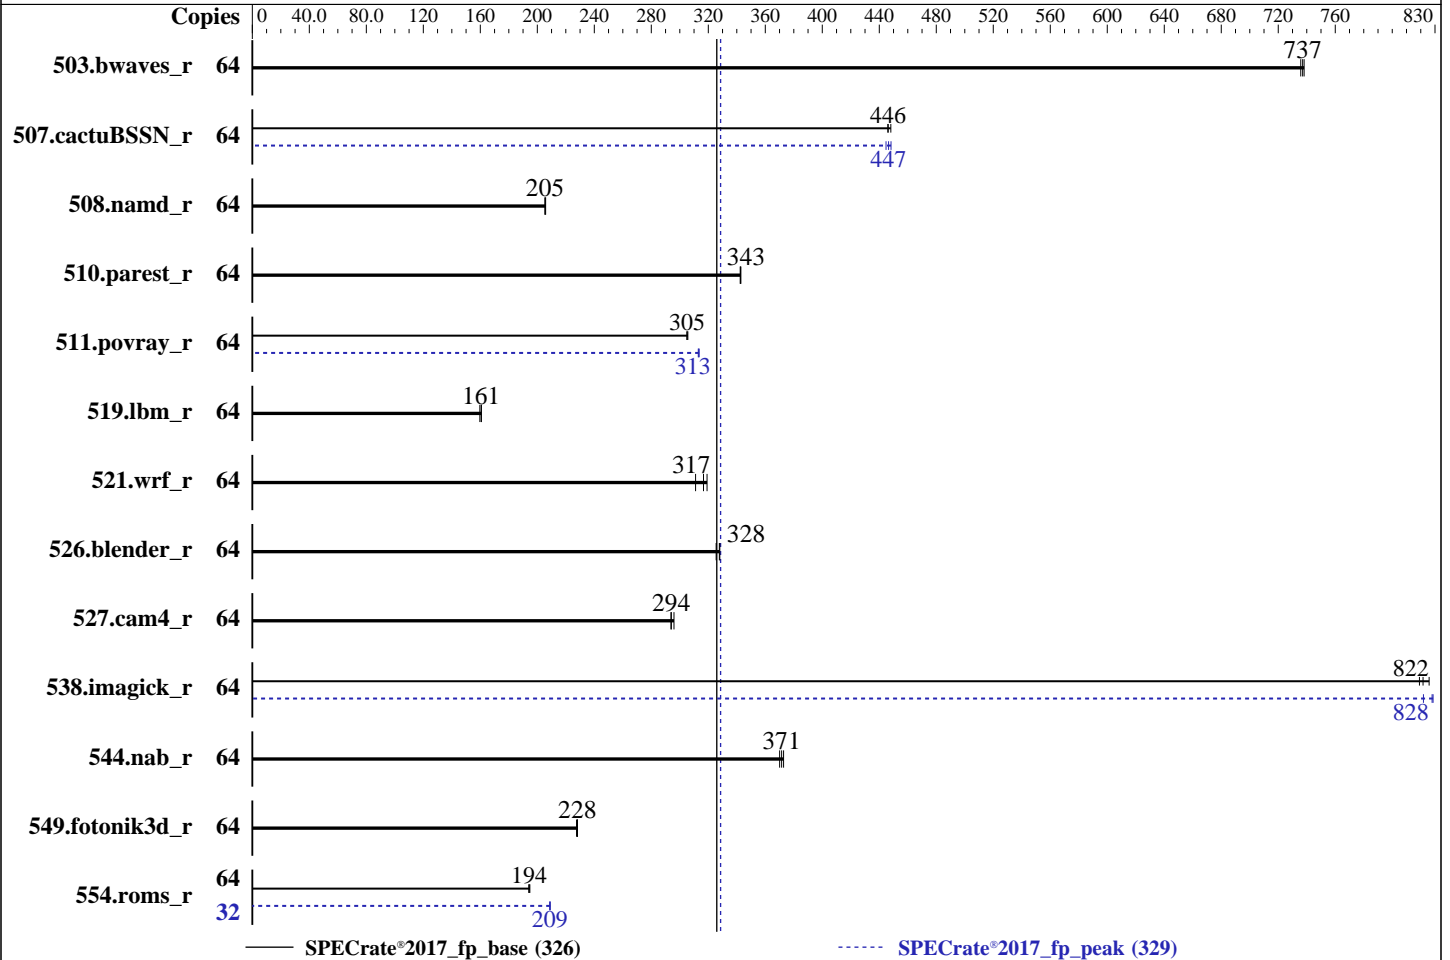 Copies 0 40.0 80.0 120 160 200 240 280 320 360 400 440 480 520 560 600 640 680 720 760 830
503.bwaves_r 64 737
507.cactuBSSN_r 64 446
447
508.namd_r 64 205
510.parest_r 64 343
511.povray_r 64 305
313
519.lbm_r 64 161
521.wrf_r 64 317
526.blender_r 64 328
527.cam4_r 64 294
538.imagick_r 64 822
828
544.nab_r 64 371
549.fotonik3d_r 64 228
554.roms_r 64 194
32 209
SPECrate®2017_fp_base (326) SPECrate®2017_fp_peak (329)